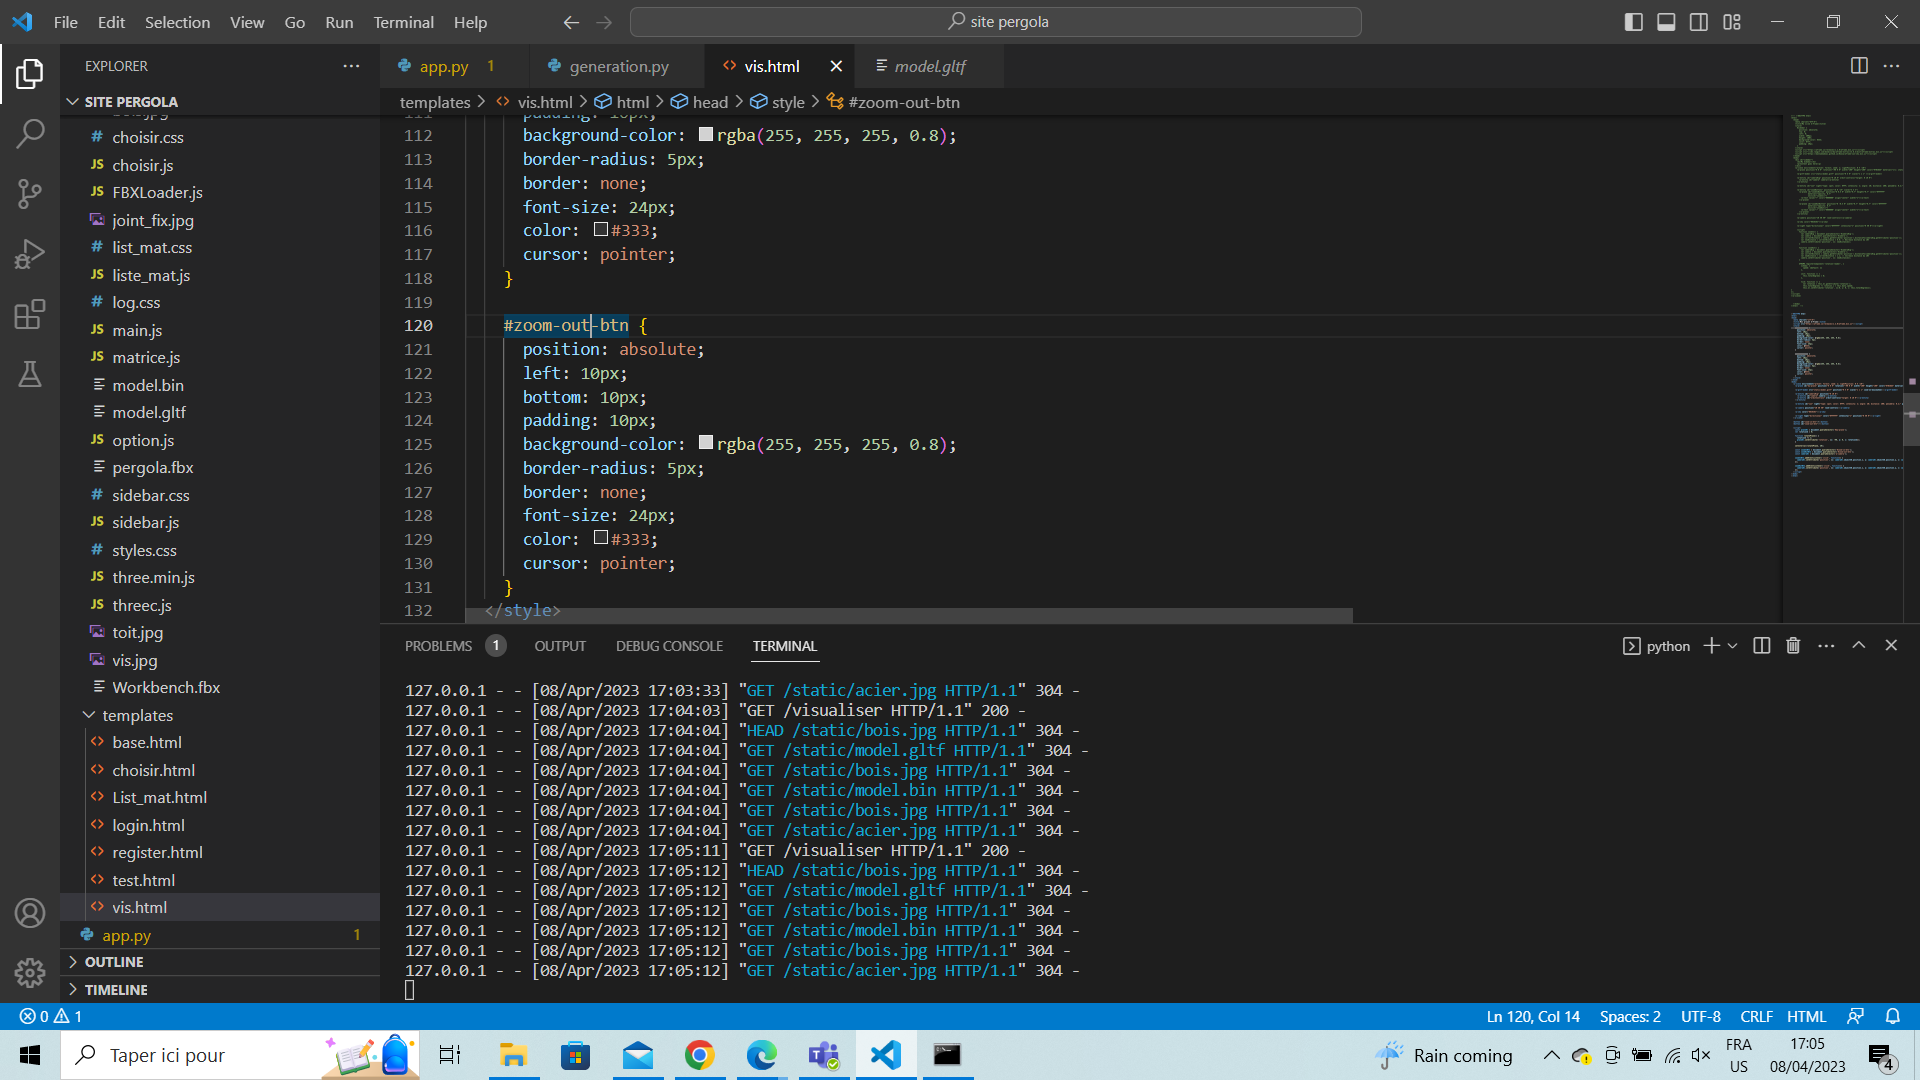 File Edit Selection View Go Run Terminal Help
site pergola
EXPLORER
SITE PERGOLA
choisir.css
choisir.js
FBXLoader.js
joint_fix.jpg
list_mat.css
liste_mat.js
log.css
main.js
matrice.js
model.bin
model.gltf
option.js
pergola.fbx
sidebar.css
sidebar.js
styles.css
three.min.js
threec.js
toit.jpg
vis.jpg
Workbench.fbx
templates
base.html
choisir.html
List_mat.html
login.html
register.html
test.html
vis.html
app.py 1
OUTLINE
TIMELINE
app.py 1 generation.py vis.html model.gltf
templates > vis.html > html > head > style > #zoom-out-btn
111 padding: 10px;
112 background-color: rgba(255, 255, 255, 0.8);
113 border-radius: 5px;
114 border: none;
115 font-size: 24px;
116 color: #333;
117 cursor: pointer;
118 }
119
120 #zoom-out-btn {
121 position: absolute;
122 left: 10px;
123 bottom: 10px;
124 padding: 10px;
125 background-color: rgba(255, 255, 255, 0.8);
126 border-radius: 5px;
127 border: none;
128 font-size: 24px;
129 color: #333;
130 cursor: pointer;
131 }
132 </style>
PROBLEMS 1 OUTPUT DEBUG CONSOLE TERMINAL
python
127.0.0.1 - - [08/Apr/2023 17:03:33] "GET /static/acier.jpg HTTP/1.1" 304 -
127.0.0.1 - - [08/Apr/2023 17:04:03] "GET /visualiser HTTP/1.1" 200 -
127.0.0.1 - - [08/Apr/2023 17:04:04] "HEAD /static/bois.jpg HTTP/1.1" 304 -
127.0.0.1 - - [08/Apr/2023 17:04:04] "GET /static/model.gltf HTTP/1.1" 304 -
127.0.0.1 - - [08/Apr/2023 17:04:04] "GET /static/bois.jpg HTTP/1.1" 304 -
127.0.0.1 - - [08/Apr/2023 17:04:04] "GET /static/model.bin HTTP/1.1" 304 -
127.0.0.1 - - [08/Apr/2023 17:04:04] "GET /static/bois.jpg HTTP/1.1" 304 -
127.0.0.1 - - [08/Apr/2023 17:04:04] "GET /static/acier.jpg HTTP/1.1" 304 -
127.0.0.1 - - [08/Apr/2023 17:05:11] "GET /visualiser HTTP/1.1" 200 -
127.0.0.1 - - [08/Apr/2023 17:05:12] "HEAD /static/bois.jpg HTTP/1.1" 304 -
127.0.0.1 - - [08/Apr/2023 17:05:12] "GET /static/model.gltf HTTP/1.1" 304 -
127.0.0.1 - - [08/Apr/2023 17:05:12] "GET /static/bois.jpg HTTP/1.1" 304 -
127.0.0.1 - - [08/Apr/2023 17:05:12] "GET /static/model.bin HTTP/1.1" 304 -
127.0.0.1 - - [08/Apr/2023 17:05:12] "GET /static/bois.jpg HTTP/1.1" 304 -
127.0.0.1 - - [08/Apr/2023 17:05:12] "GET /static/acier.jpg HTTP/1.1" 304 -
0 1
Ln 120, Col 14 Spaces: 2 UTF-8 CRLF HTML
Taper ici pour
Rain coming
FRA
US
17:05
08/04/2023
4